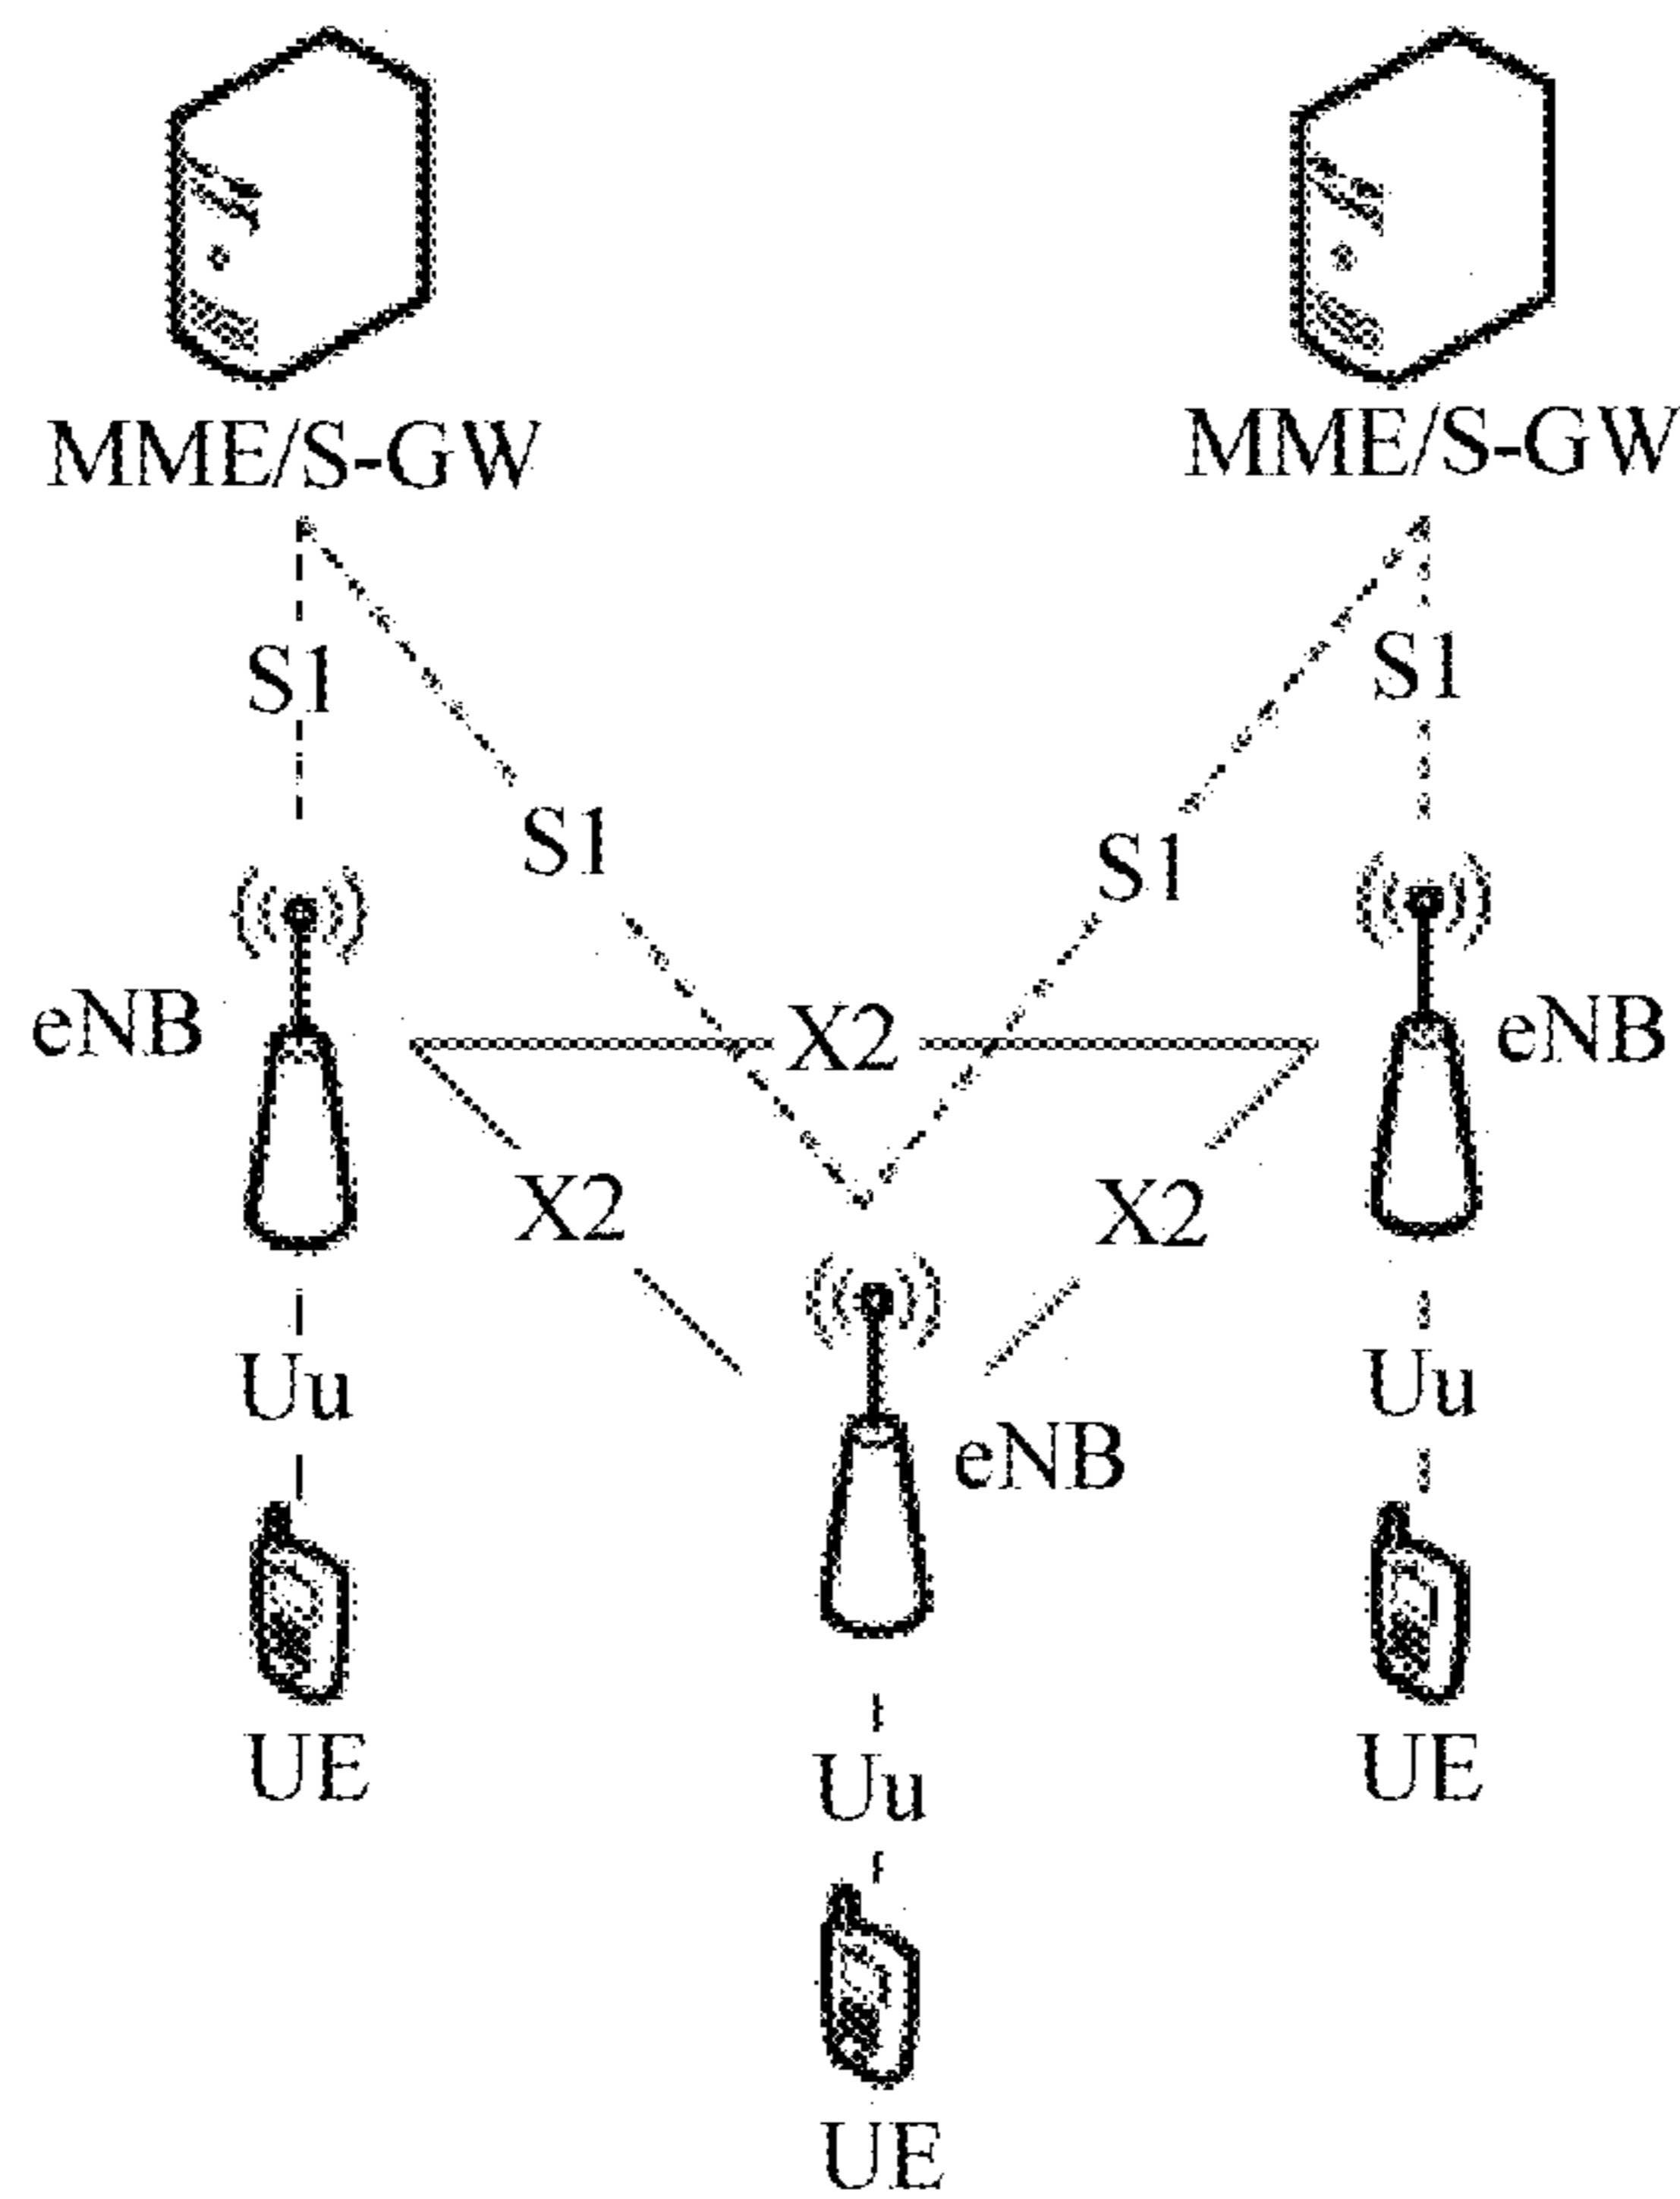 MME/S-GW
MME/S-GW
S1
S1
S1
S1
eNB
X2
eNB
X2
X2
Uu
Uu
eNB
UE
UE
Uu
UE